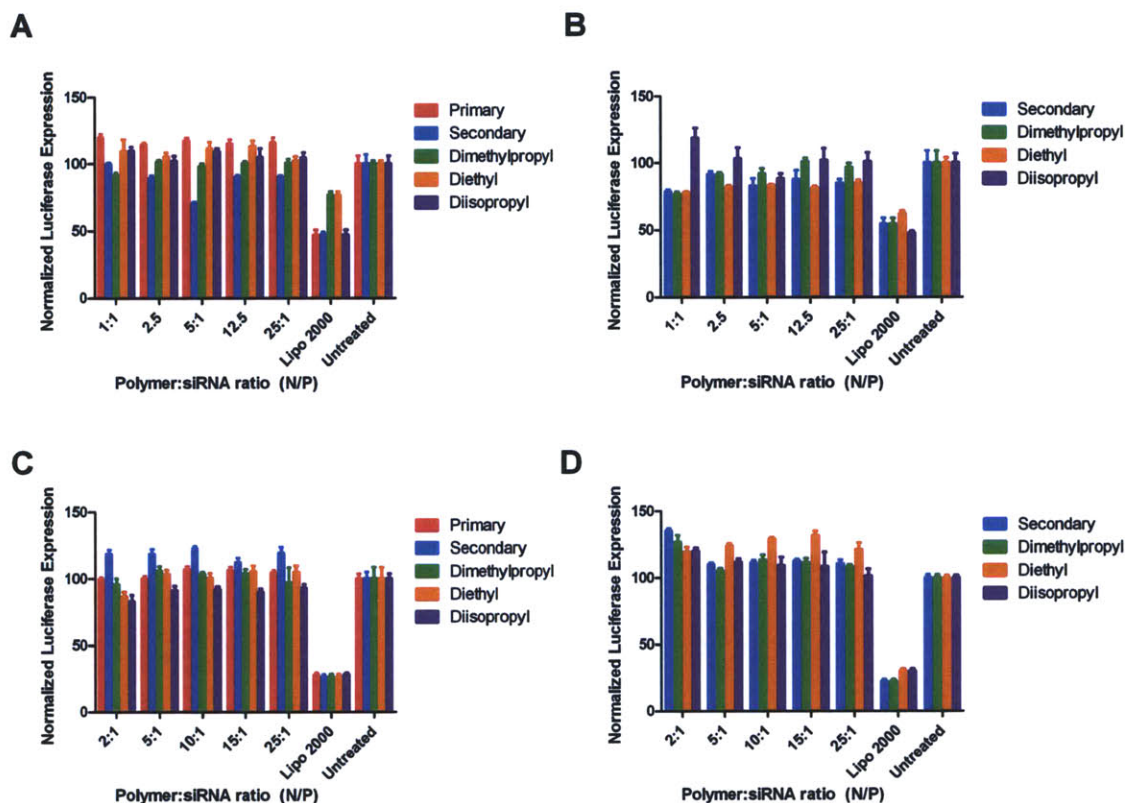 A
Normalized Luciferase Expression
150
100
50
0
1:1
2.5
5:1
12.5
25:1
Lipo 2000
Untreated
Polymer:siRNA ratio (N/P)
Primary
Secondary
Dimethylpropyl
Diethyl
Diisopropyl
B
Normalized Luciferase Expression
150
100
50
0
1:1
2.5
5:1
12.5
25:1
Lipo 2000
Untreated
Polymer:siRNA ratio (N/P)
Secondary
Dimethylpropyl
Diethyl
Diisopropyl
C
Normalized Luciferase Expression
150
100
50
0
2:1
5:1
10:1
15:1
25:1
Lipo 2000
Untreated
Polymer:siRNA ratio (N/P)
Primary
Secondary
Dimethylpropyl
Diethyl
Diisopropyl
D
Normalized Luciferase Expression
150
100
50
0
2:1
5:1
10:1
15:1
25:1
Lipo 2000
Untreated
Polymer:siRNA ratio (N/P)
Secondary
Dimethylpropyl
Diethyl
Diisopropyl